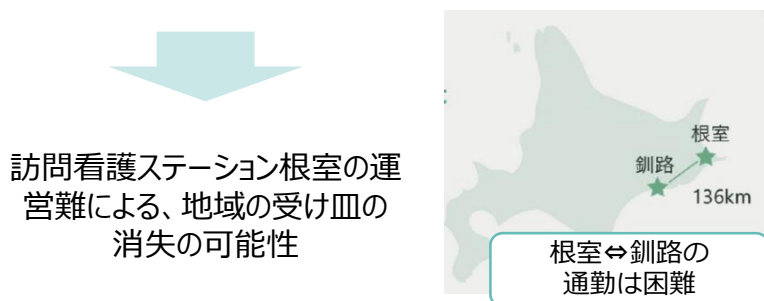 訪問看護ステーション根室の運
営難による、地域の受け皿の
消失の可能性
根室
釧路
136km
根室⇔釧路の
通勤は困難